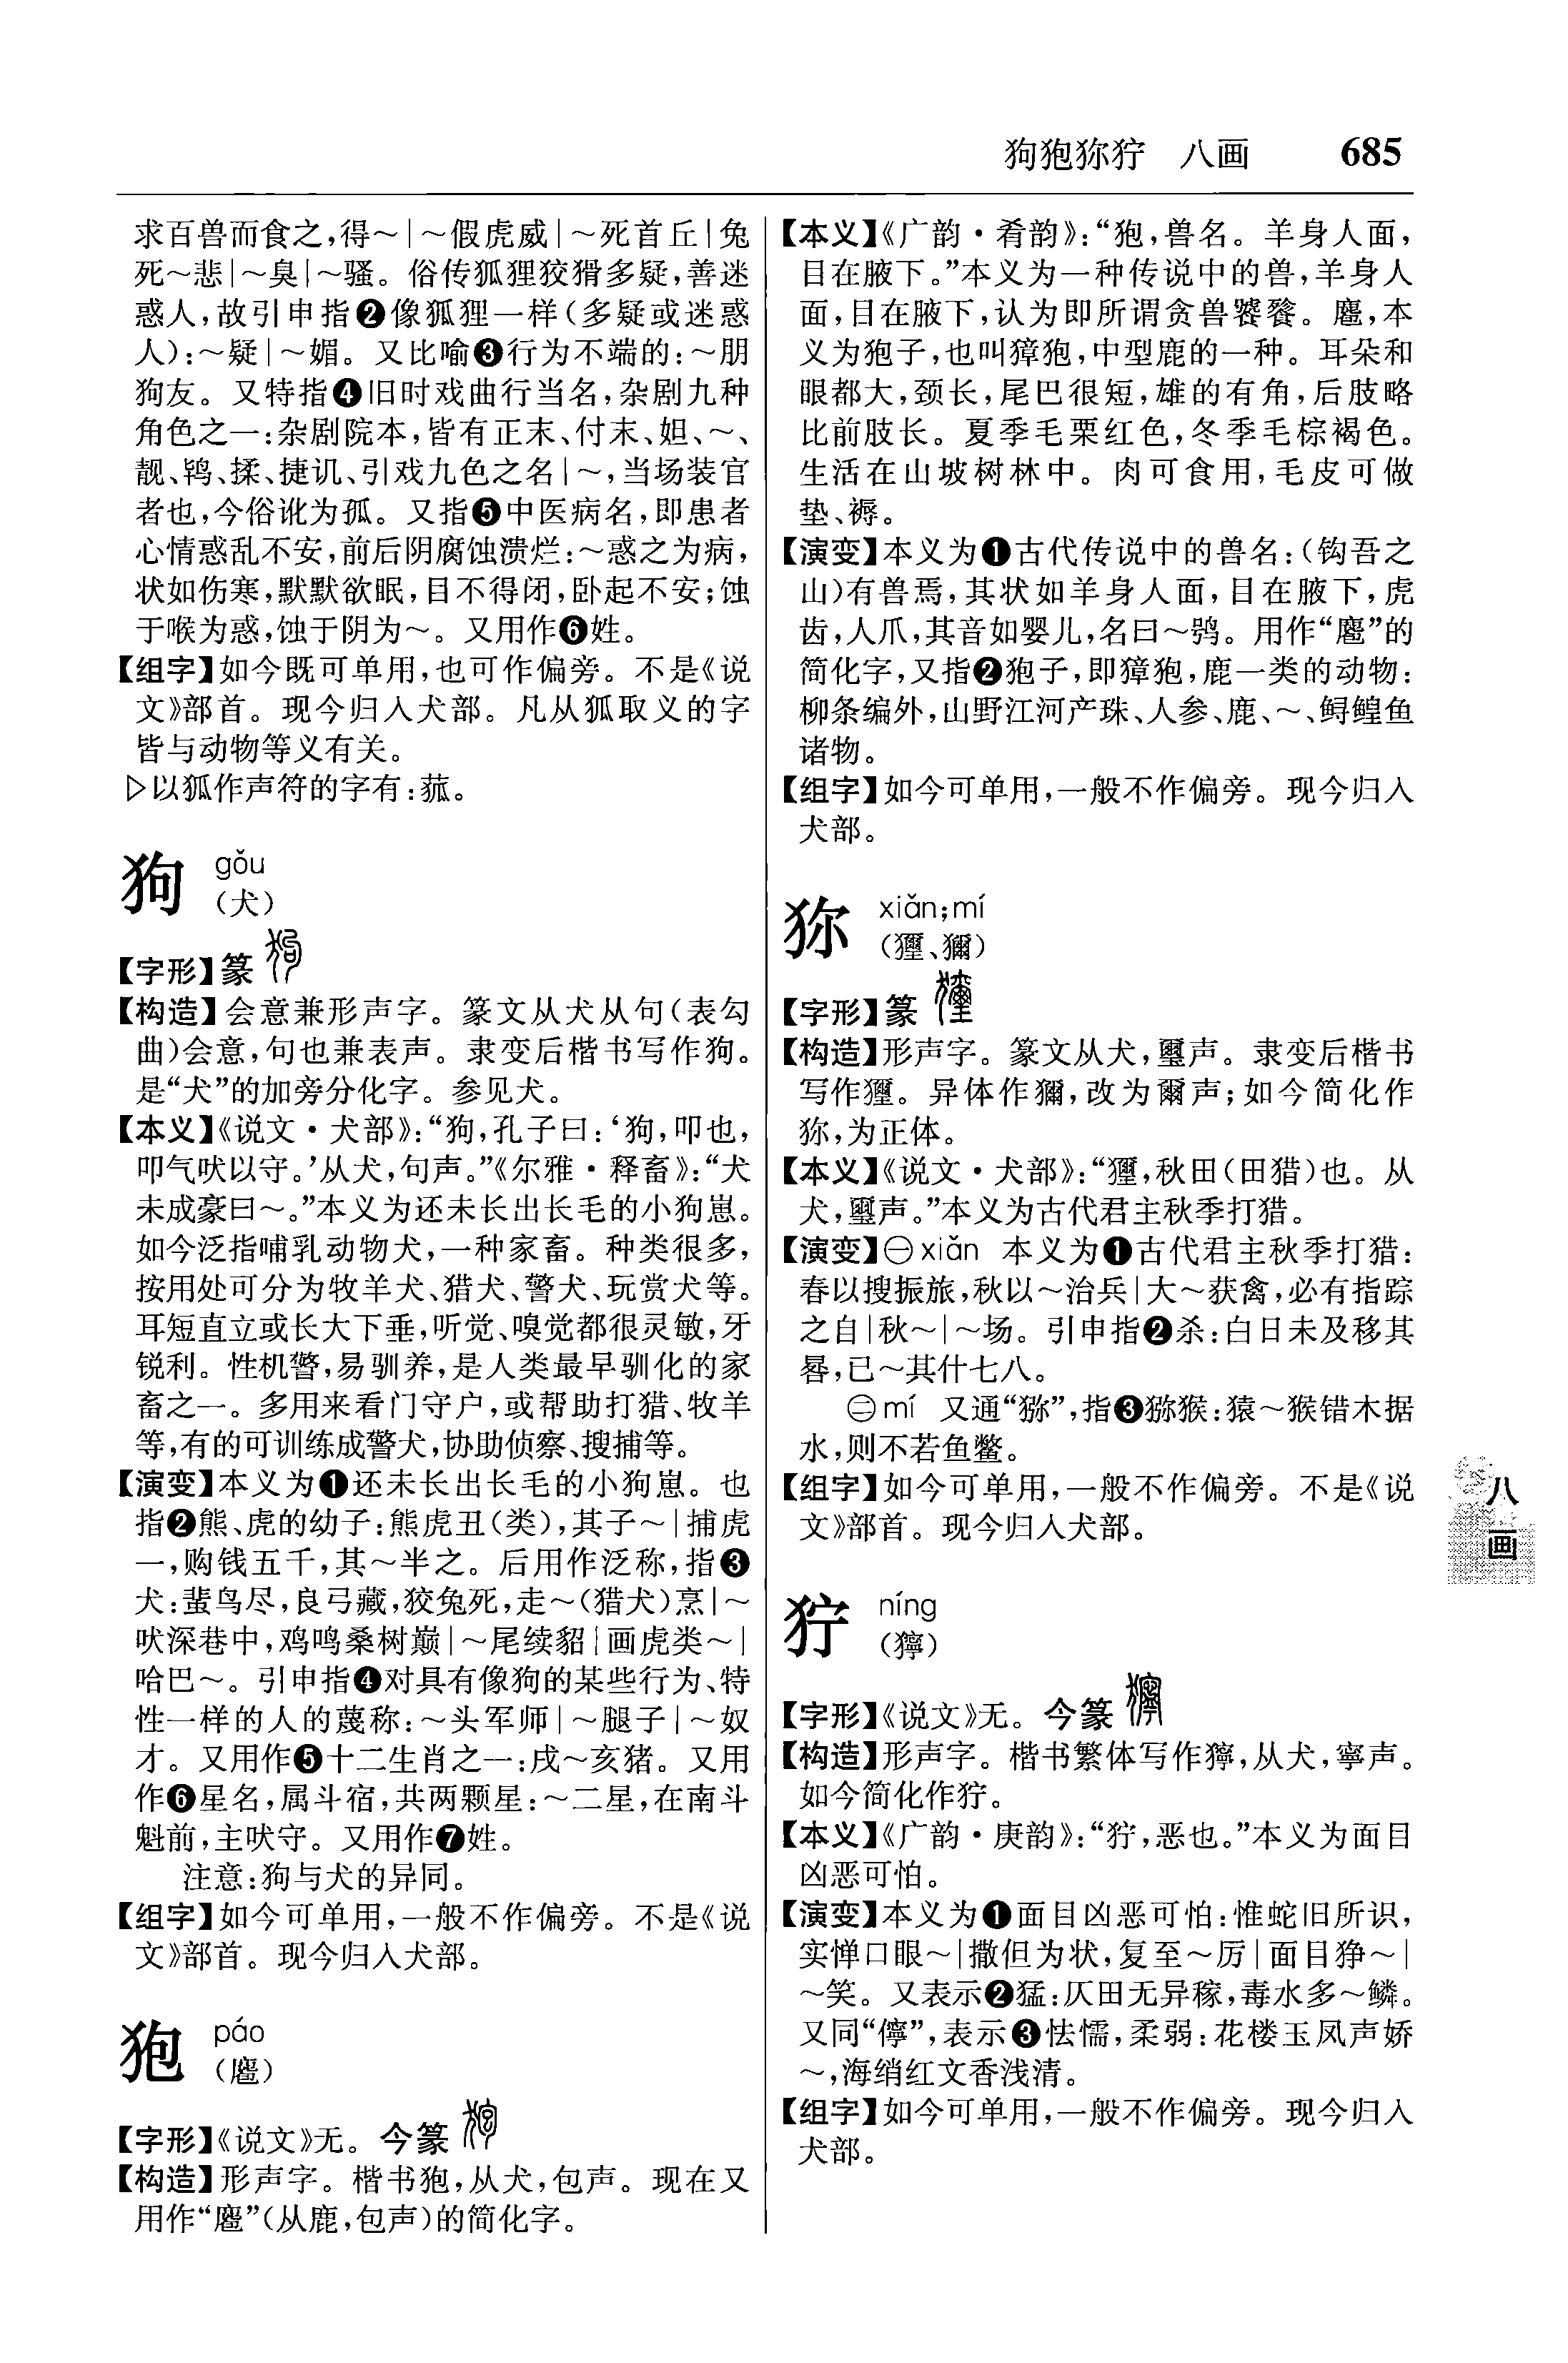 狗狍狝狞 八画 685
求百兽而食之,得～|～假虎威|～死首丘|兔
死～悲|～臭|～骚。俗传狐狸狡猾多疑,善迷
惑人,故引申指❷像狐狸一样(多疑或迷惑
人):～疑|～媚。又比喻❸行为不端的:～朋
狗友。又特指❹旧时戏曲行当名,杂剧九种
角色之一:杂剧院本,皆有正末、付末、妲、～、
靓、鸨、猱、捷讥、引戏九色之名|～,当场装官
者也,今俗讹为孤。又指❺中医病名,即患者
心情惑乱不安,前后阴腐蚀溃烂:～惑之为病,
状如伤寒,默默欲眠,目不得闭,卧起不安;蚀
于喉为惑,蚀于阴为～。又用作❻姓。
【组字】如今既可单用,也可作偏旁。不是《说
文》部首。现今归入犬部。凡从狐取义的字
皆与动物等义有关。
▷以狐作声符的字有:菰。
狗 gǒu
(犬)
【字形】篆
【构造】会意兼形声字。篆文从犬从句(表勾
曲)会意,句也兼表声。隶变后楷书写作狗。
是“犬”的加旁分化字。参见犬。
【本义】《说文·犬部》:“狗,孔子曰:‘狗,叩也,
叩气吠以守。’从犬,句声。”《尔雅·释畜》:“犬
未成豪曰～。”本义为还未长出长毛的小狗崽。
如今泛指哺乳动物犬,一种家畜。种类很多,
按用处可分为牧羊犬、猎犬、警犬、玩赏犬等。
耳短直立或长大下垂,听觉、嗅觉都很灵敏,牙
锐利。性机警,易驯养,是人类最早驯化的家
畜之一。多用来看门守户,或帮助打猎、牧羊
等,有的可训练成警犬,协助侦察、搜捕等。
【演变】本义为❶还未长出长毛的小狗崽。也
指❷熊、虎的幼子:熊虎丑(类),其子～|捕虎
一,购钱五千,其～半之。后用作泛称,指❸
犬:蜚鸟尽,良弓藏,狡兔死,走～(猎犬)烹|～
吠深巷中,鸡鸣桑树巅|～尾续貂|画虎类～|
哈巴～。引申指❹对具有像狗的某些行为、特
性一样的人的蔑称:～头军师|～腿子|～奴
才。又用作❺十二生肖之一:戌～亥猪。又用
作❻星名,属斗宿,共两颗星:～二星,在南斗
魁前,主吠守。又用作❼姓。
注意:狗与犬的异同。
【组字】如今可单用,一般不作偏旁。不是《说
文》部首。现今归入犬部。
狍 páo
(麅)
【字形】《说文》无。今篆
【构造】形声字。楷书狍,从犬,包声。现在又
用作“麅”(从鹿,包声)的简化字。
【本义】《广韵·肴韵》:“狍,兽名。羊身人面,
目在腋下。”本义为一种传说中的兽,羊身人
面,目在腋下,认为即所谓贪兽饕餮。麅,本
义为狍子,也叫獐狍,中型鹿的一种。耳朵和
眼都大,颈长,尾巴很短,雄的有角,后肢略
比前肢长。夏季毛栗红色,冬季毛棕褐色。
生活在山坡树林中。肉可食用,毛皮可做
垫、褥。
【演变】本义为❶古代传说中的兽名:(钩吾之
山)有兽焉,其状如羊身人面,目在腋下,虎
齿,人爪,其音如婴儿,名曰～鸮。用作“麅”的
简化字,又指❷狍子,即獐狍,鹿一类的动物:
柳条编外,山野江河产珠、人参、鹿、～、鲟鳇鱼
诸物。
【组字】如今可单用,一般不作偏旁。现今归入
犬部。
狝 xiǎn;mí
(玃、獮)
【字形】篆
【构造】形声字。篆文从犬,璽声。隶变后楷书
写作。异体作獮,改为爾声;如今简化作
狝,为正体。
【本义】《说文·犬部》:“,秋田(田猎)也。从
犬,璽声。”本义为古代君主秋季打猎。
【演变】㊀xiǎn 本义为❶古代君主秋季打猎:
春以搜振旅,秋以～治兵|大～获禽,必有指踪
之自|秋～|～场。引申指❷杀:白日未及移其
晷,已～其什七八。
㊁mí 又通“猕”,指❸猕猴:猿～猴错木据
水,则不若鱼鳖。
【组字】如今可单用,一般不作偏旁。不是《说
文》部首。现今归入犬部。
狞 níng
(獰)
【字形】《说文》无。今篆
【构造】形声字。楷书繁体写作獰,从犬,寧声。
如今简化作狞。
【本义】《广韵·庚韵》:“狞,恶也。”本义为面目
凶恶可怕。
【演变】本义为❶面目凶恶可怕:惟蛇旧所识,
实惮口眼～|撒但为状,复至～厉|面目狰～|
～笑。又表示❷猛:仄田无异稼,毒水多～鳞。
又同“儜”,表示❸怯懦,柔弱:花楼玉凤声娇
～,海绡红文香浅清。
【组字】如今可单用,一般不作偏旁。现今归入
犬部。
八画